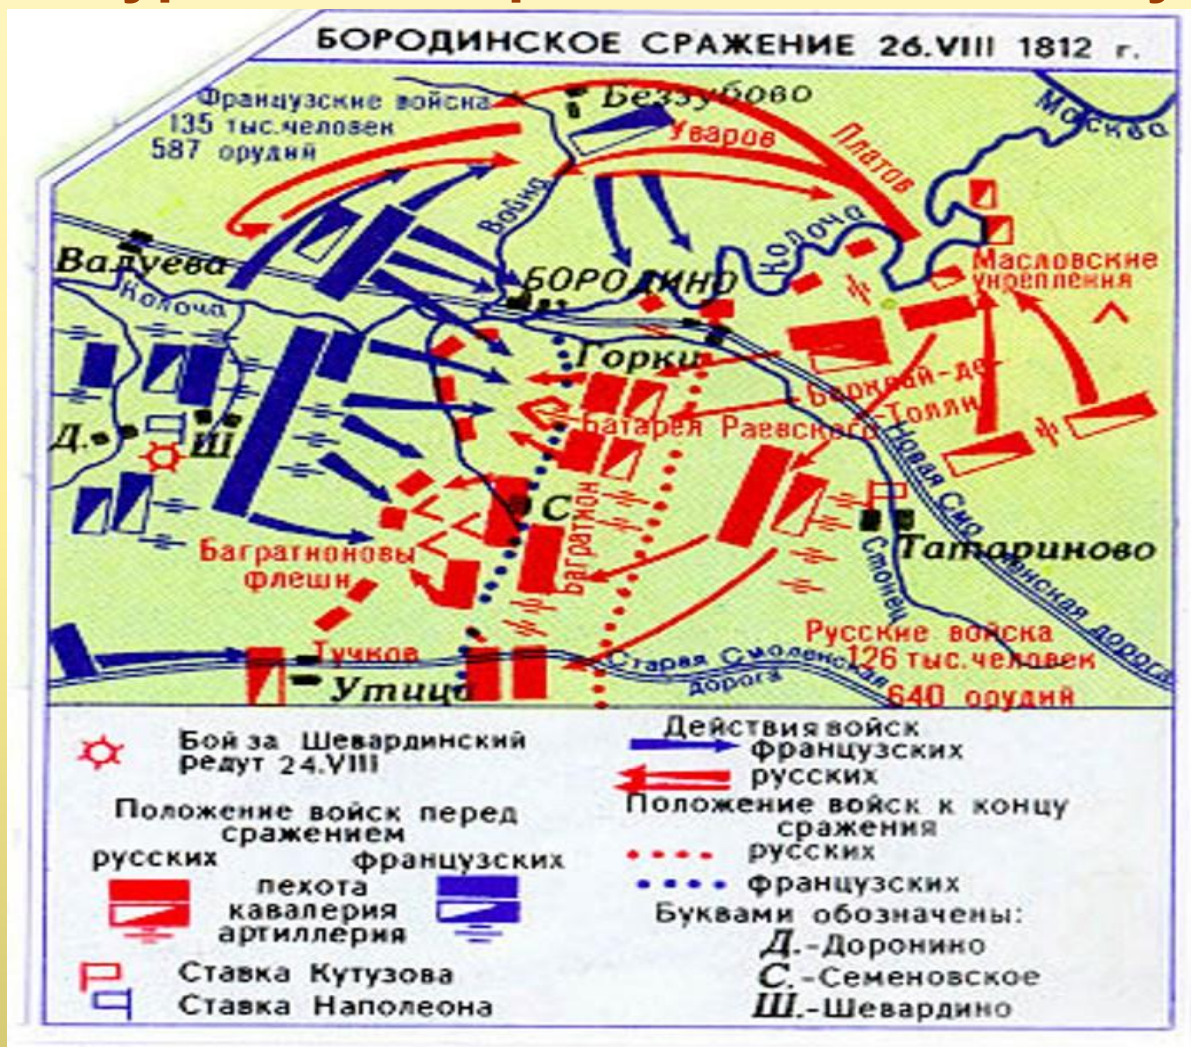 БОРОДИНСКОЕ СРАЖЕНИЕ 26.VIII 1812 г.
Французские войска
135 тыс.человек
587 орудий
Беззубово
Уваров
Платов
Москва
Война
Колоча
Валуева
Колоча
БОРОДИНО
Масловские
укрепления
Горки
Барклай-де-
-Толли
Батарея Раевского
Д.
Ш
С
Багратион
Новая Смоленская дорога
Татариново
Стонец
Багратионовы
флеши
Тучков
Утица
Старая Смоленская
дорога
Русские войска
126 тыс.человек
640 орудий
Бой за Шевардинский
редут 24.VIII
Положение войск перед
сражением
русских французских
пехота
кавалерия
артиллерия
Ставка Кутузова
Ставка Наполеона
Действия войск
французских
русских
Положение войск к концу
сражения
русских
французских
Буквами обозначены:
Д.-Доронино
С.-Семеновское
Ш.-Шевардино